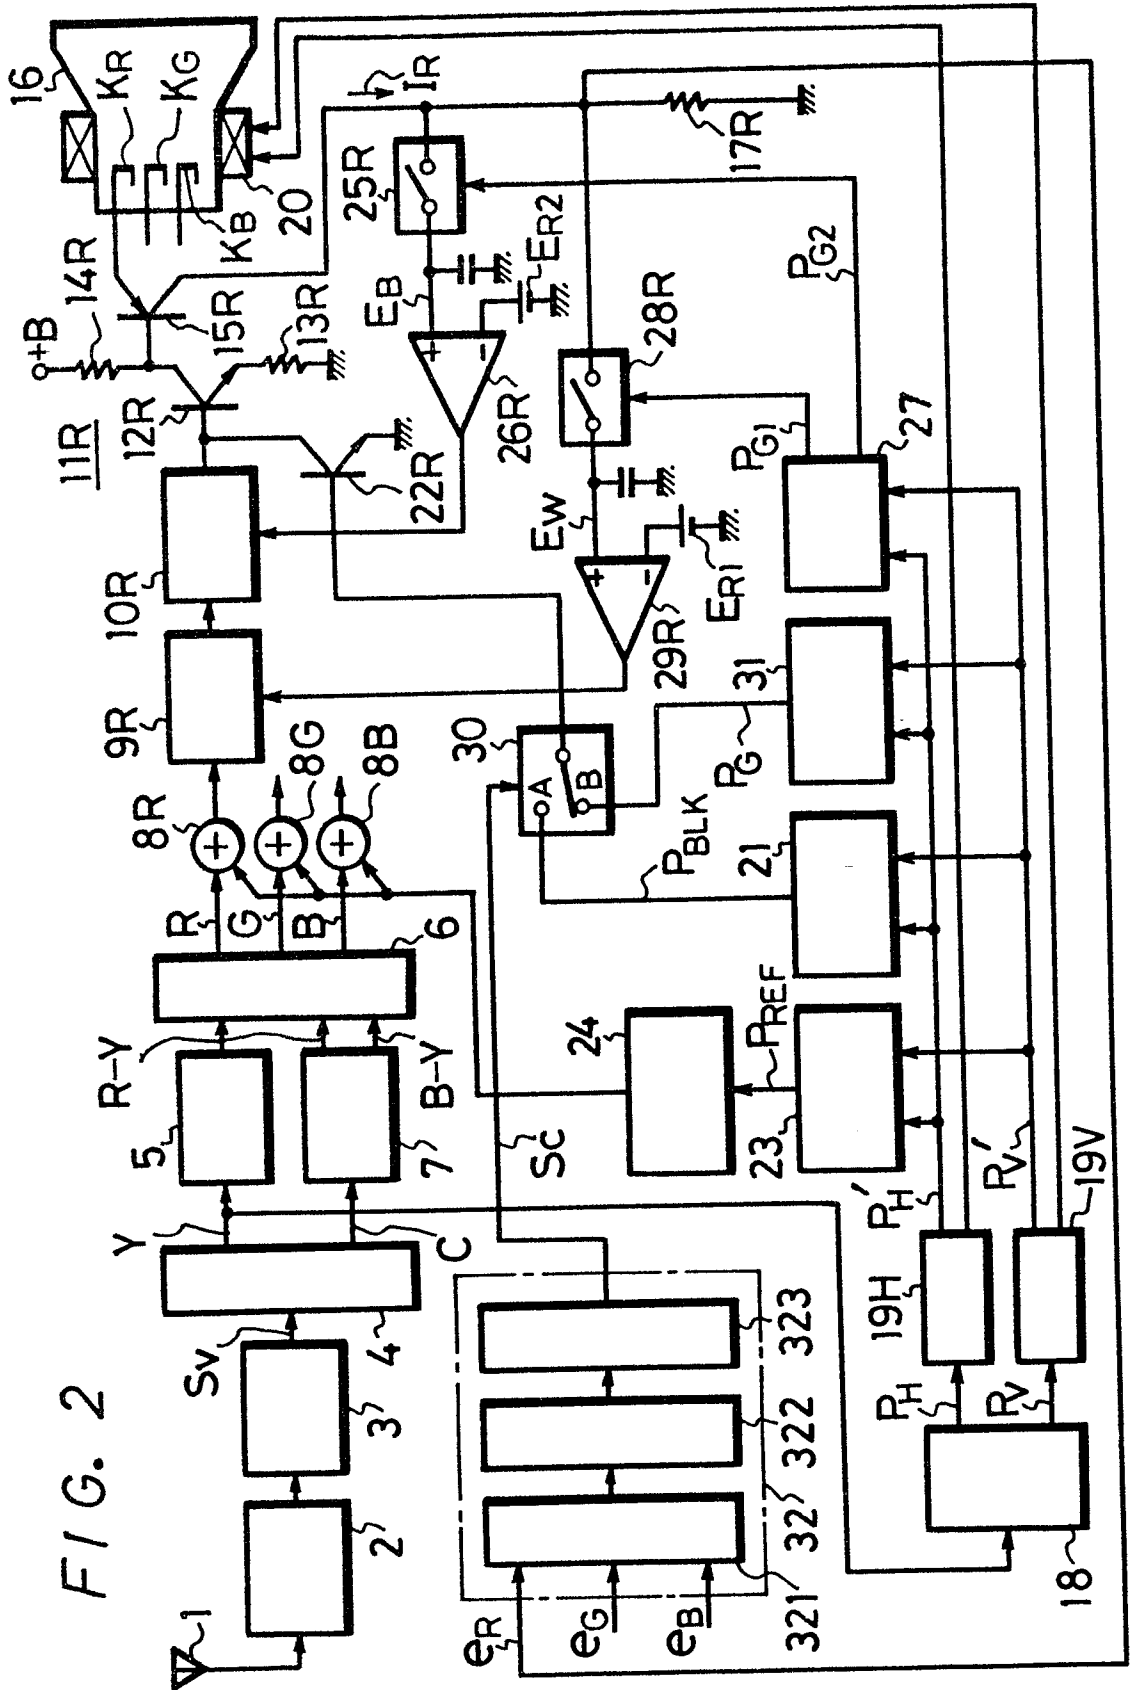 FIG. 2
1
2
3
Sv
4
Y
C
5
7
R-Y
B-Y
6
R
G
B
8R
8G
8B
9R
10R
11R
12R
+B
14R
15R
13R
22R
16
KR
KG
KB
20
IR
25R
EB
ER2
26R
17R
28R
EW
ER1
29R
PG1
PG2
27
30
A
B
PG
31
PBLK
21
PREF
24
23
Sc
323
322
321
32
eR
eG
eB
PH'
Rv'
19H
19V
PH
Rv
18